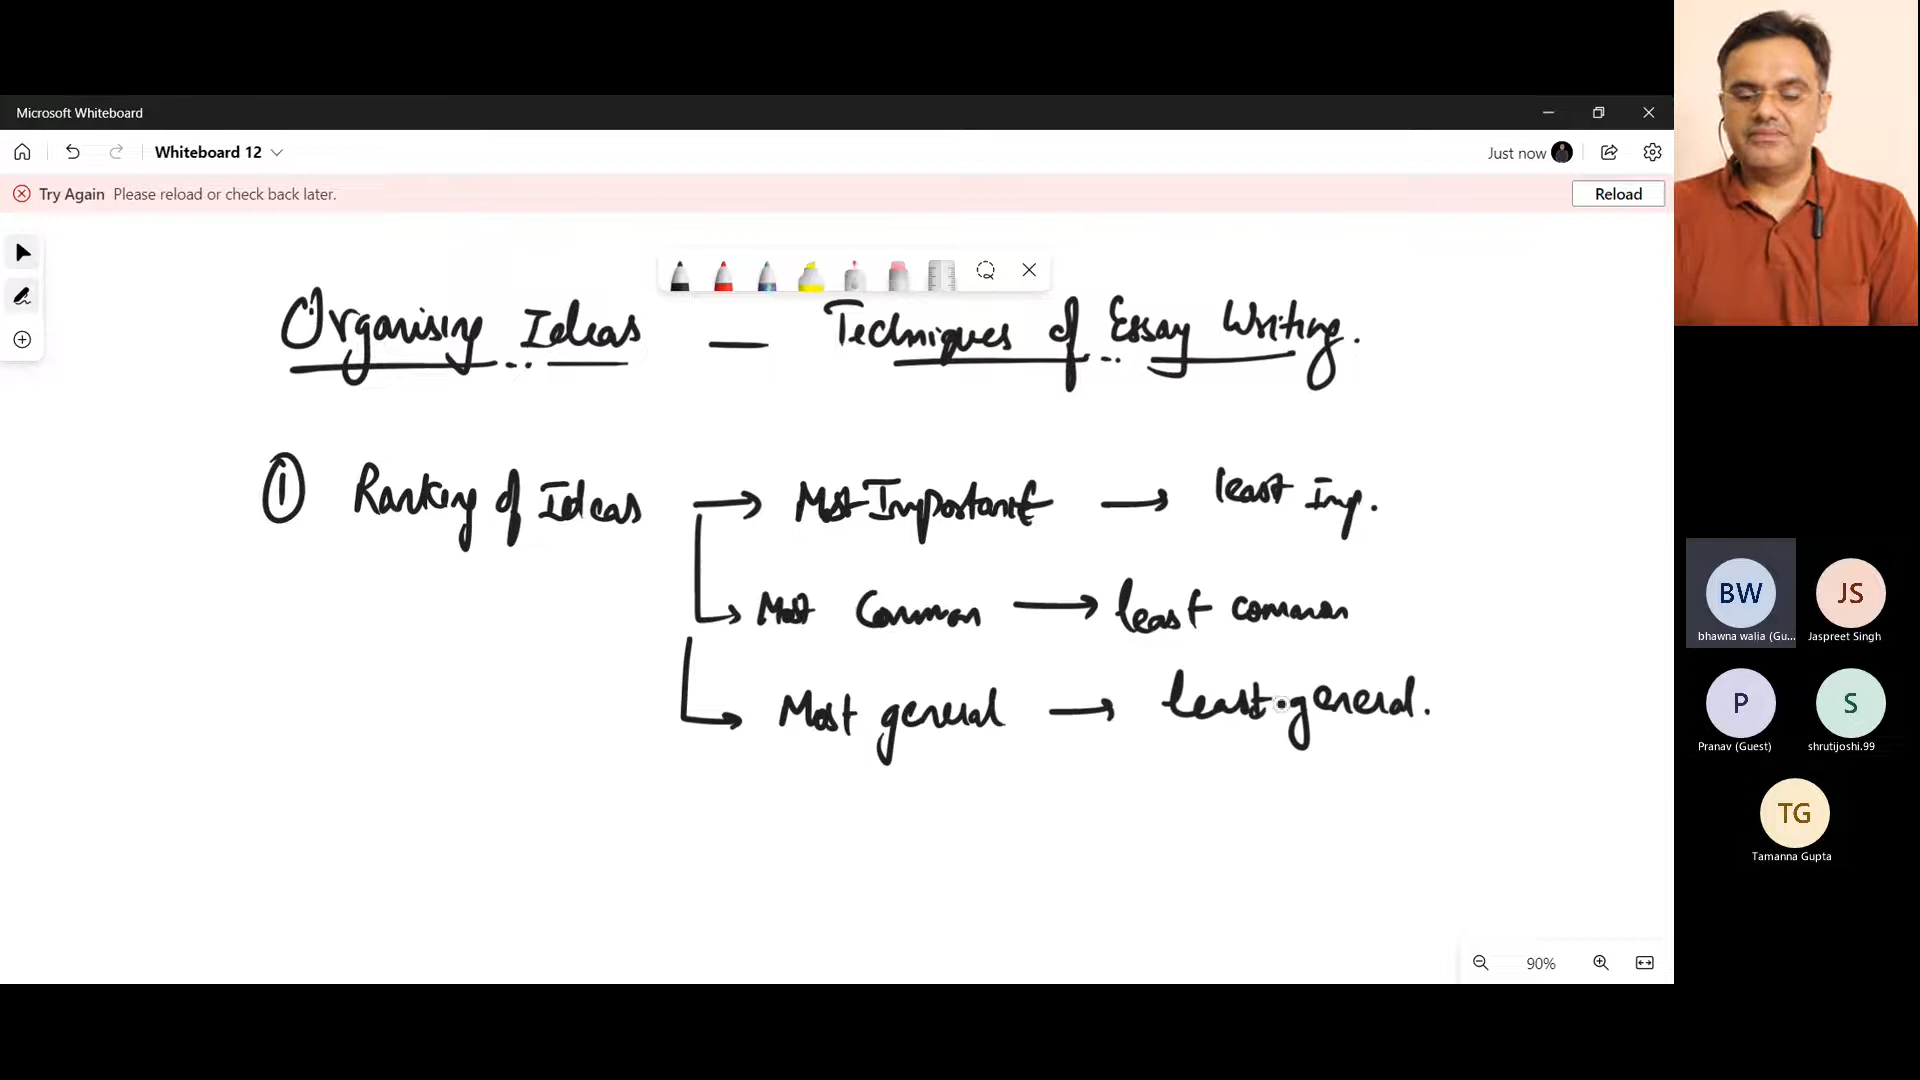 Microsoft Whiteboard
Whiteboard 12
Just now
Try Again Please reload or check back later.
Reload
Organising Ideas — Techniques of Essay Writing.
① Ranking of Ideas → Most Important → least Imp.
→ Most Common → least common
→ Most general → least general.
BW
JS
bhawna walia (Gu...
Jaspreet Singh
P
S
Pranav (Guest)
shrutijoshi.99
TG
Tamanna Gupta
90%